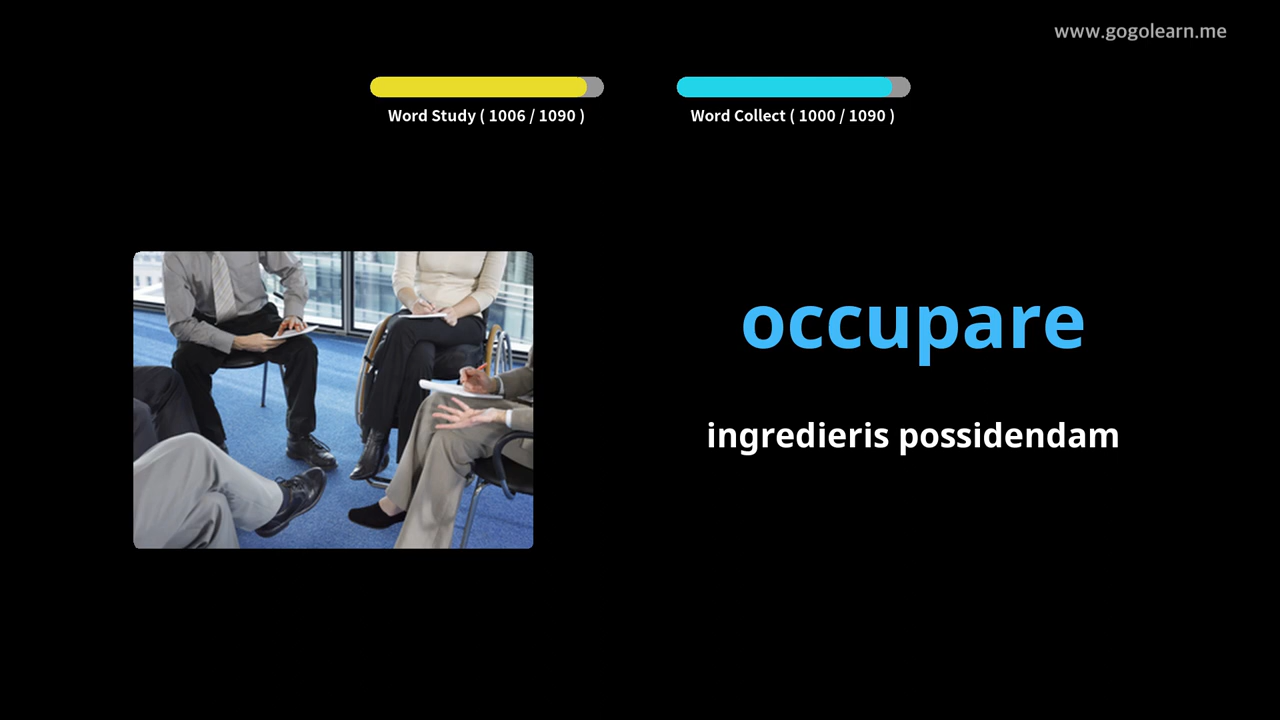 www.gogolearn.me
Word Study ( 1006 / 1090 )
Word Collect ( 1000 / 1090 )
occupare
ingredieris possidendam